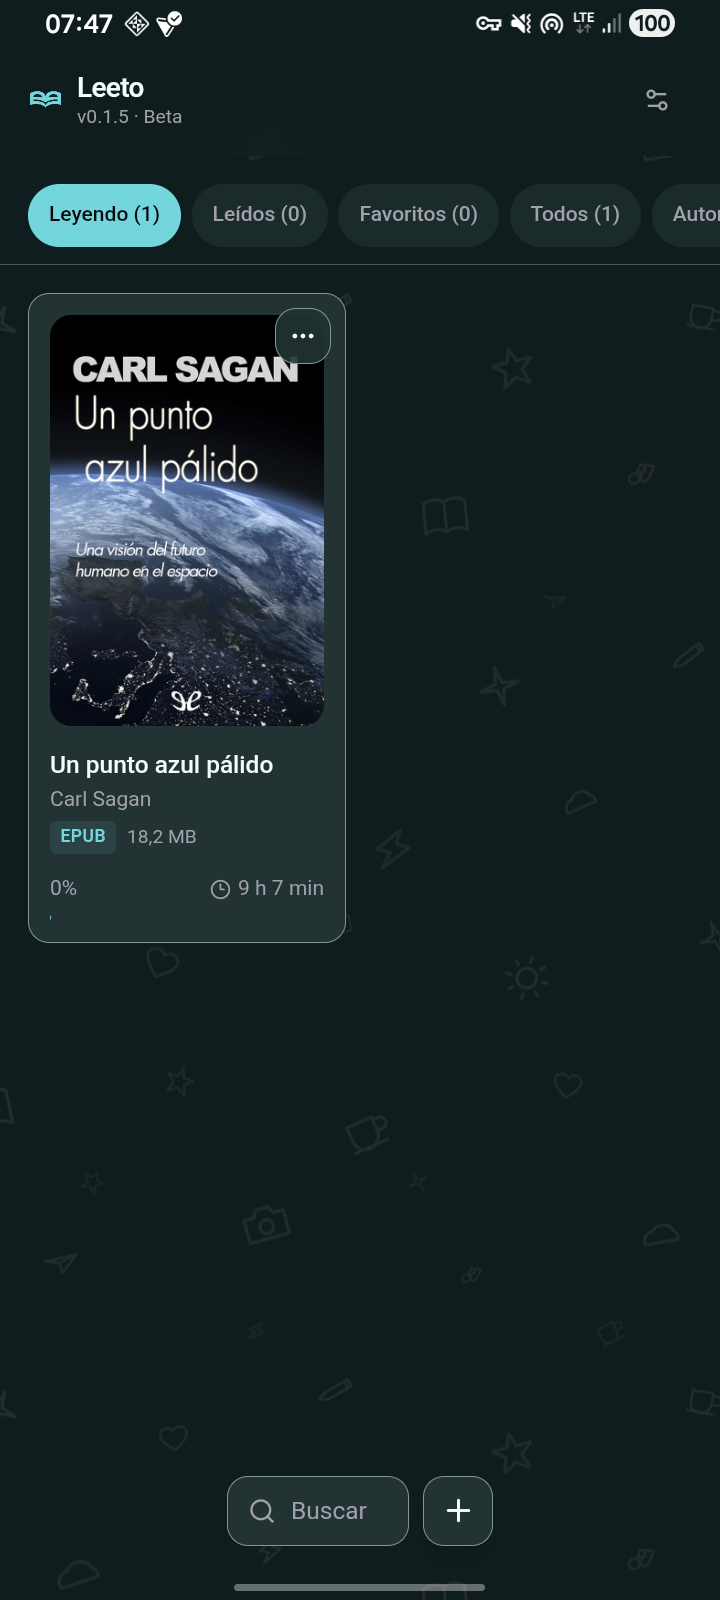 07:47
LTE
100
Leeto
v0.1.5 · Beta
Leyendo (1)
Leídos (0)
Favoritos (0)
Todos (1)
CARL SAGAN
Un punto
azul pálido
Una visión del futuro
humano en el espacio
Un punto azul pálido
Carl Sagan
EPUB 18,2 MB
0% 9 h 7 min
Buscar